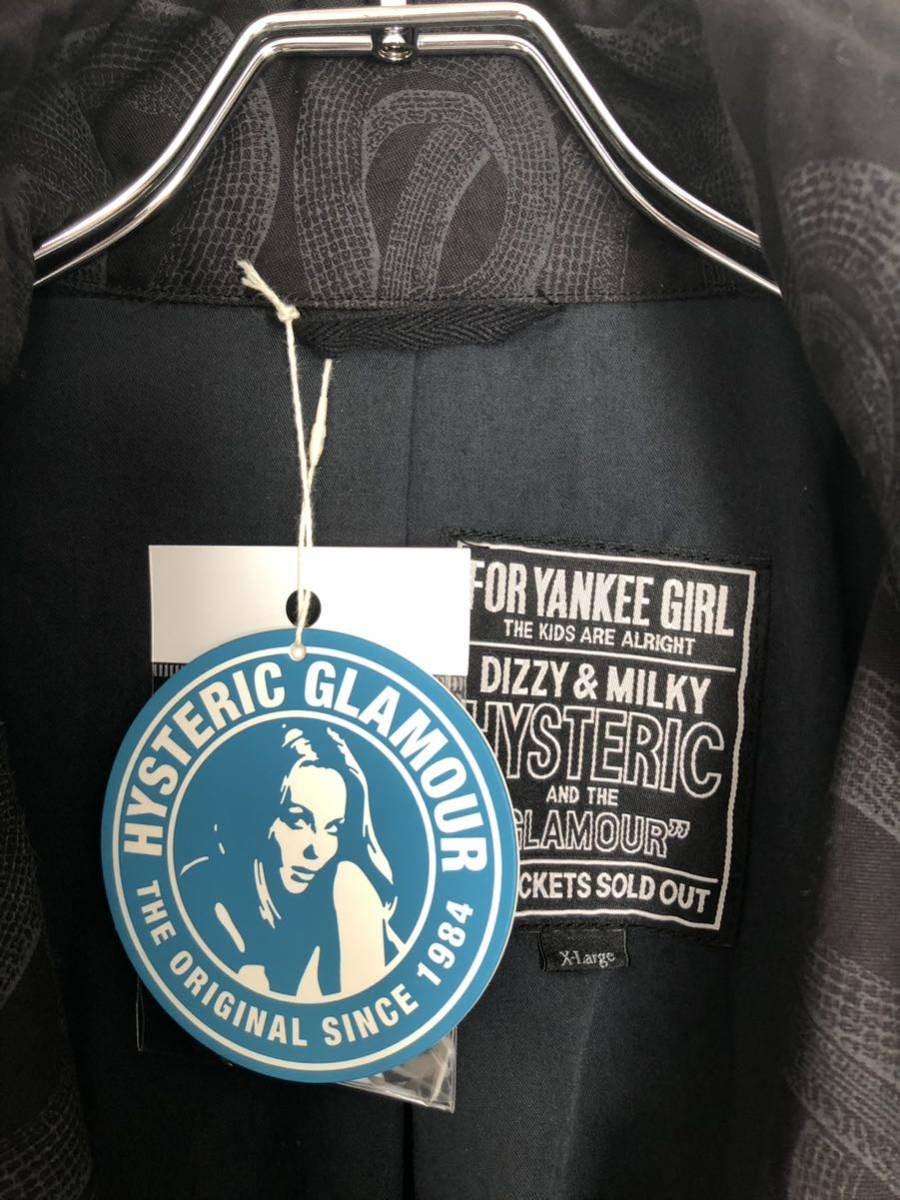 HYSTERIC GLAMOUR
THE ORIGINAL SINCE 1984
FOR YANKEE GIRL
THE KIDS ARE ALRIGHT
DIZZY & MILKY
HYSTERIC
AND THE
GLAMOUR”
CKETS SOLD OUT
X-Large